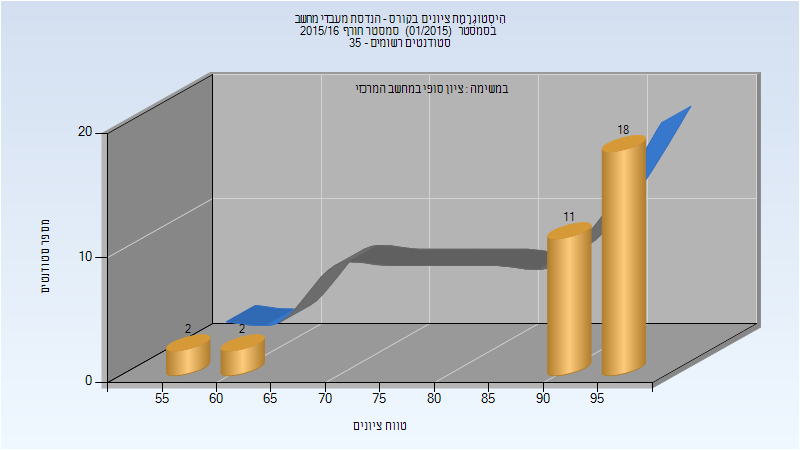 היסטוגרמת ציונים בקורס - הנדסת מעבדי מחשב
בסמסטר (01/2015) סמסטר חורף 2015/16
סטודנטים רשומים - 35
במשימה : ציון סופי במחשב המרכזי
20
10
0
מספר סטודנטים
2
2
11
18
55
60
65
70
75
80
85
90
95
טווח ציונים